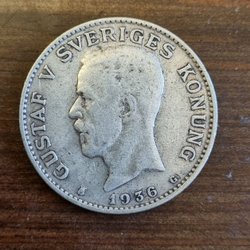 GUSTAF V SVERIGES KONUNG
1936